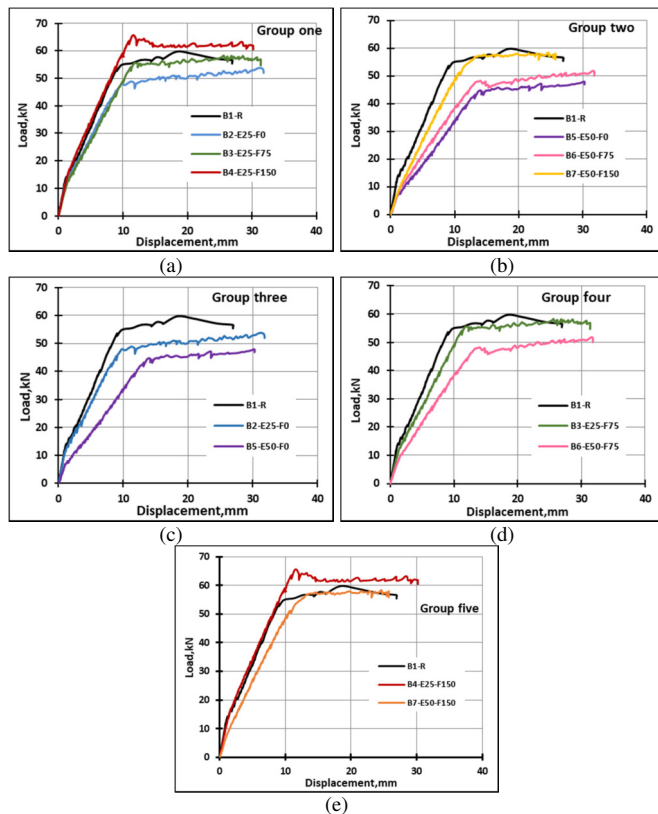 Group one
70
60
50
40
30
20
10
0
Load,kN
B1-R
B2-E25-F0
B3-E25-F75
B4-E25-F150
0 10 20 30 40
Displacement,mm
(a)
Group two
70
60
50
40
30
20
10
0
Load,kN
B1-R
B5-E50-F0
B6-E50-F75
B7-E50-F150
0 10 20 30 40
Displacement,mm
(b)
Group three
70
60
50
40
30
20
10
0
Load,kN
B1-R
B2-E25-F0
B5-E50-F0
0 10 20 30 40
Displacement,mm
(c)
Group four
70
60
50
40
30
20
10
0
Load,kN
B1-R
B3-E25-F75
B6-E50-F75
0 10 20 30 40
Displacement,mm
(d)
70
60
50
40
30
20
10
0
Load,kN
Group five
B1-R
B4-E25-F150
B7-E50-F150
0 10 20 30 40
Displacement,mm
(e)